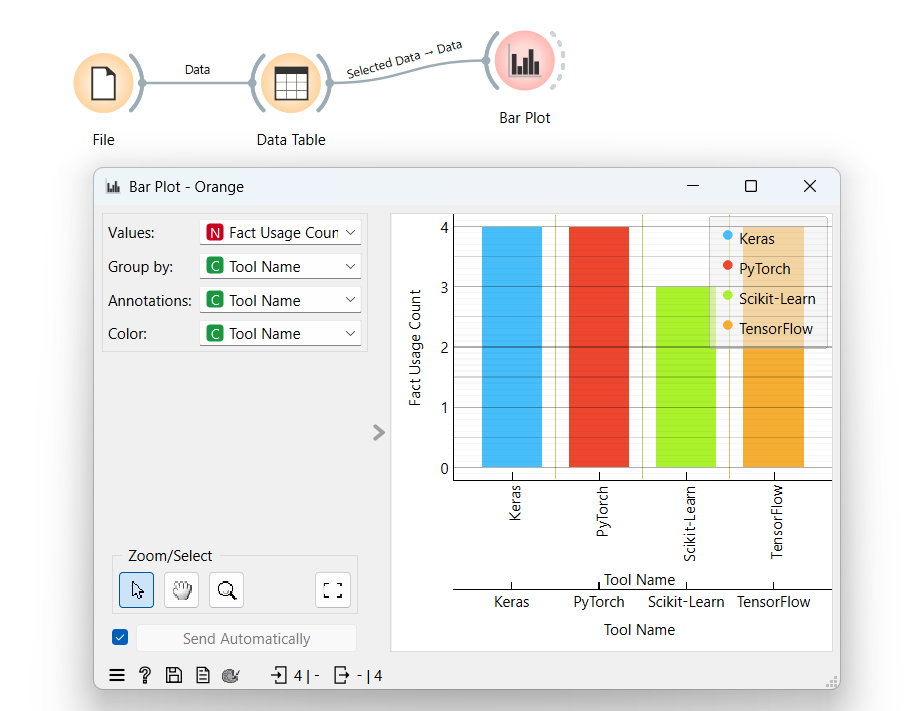 Data
Selected Data → Data
File
Data Table
Bar Plot
Bar Plot - Orange
Values:
N Fact Usage Coun
Group by:
C Tool Name
Annotations:
C Tool Name
Color:
C Tool Name
Fact Usage Count
4
3
2
1
0
Keras
PyTorch
Scikit-Learn
TensorFlow
Keras
PyTorch
Scikit-Learn
TensorFlow
Tool Name
Keras PyTorch Scikit-Learn TensorFlow
Tool Name
Zoom/Select
Send Automatically
? 4 | - - | 4